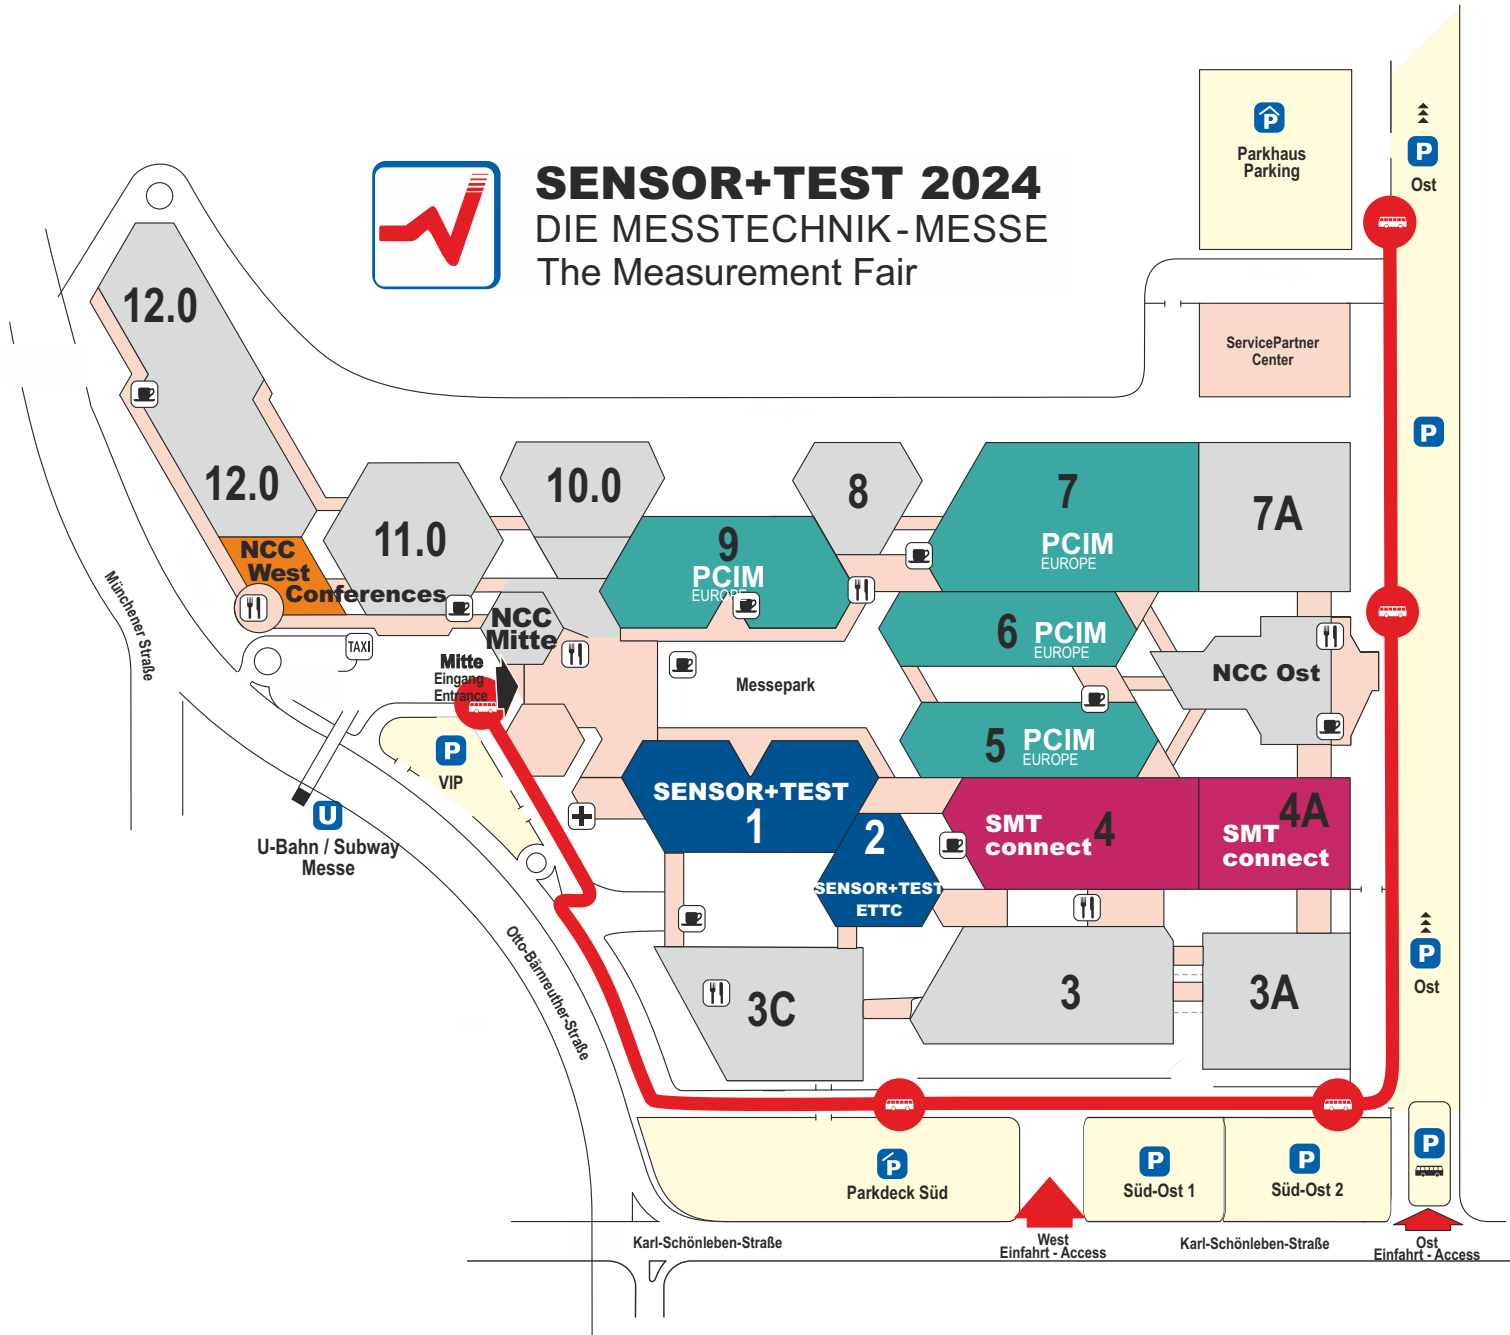 SENSOR+TEST 2024
DIE MESSTECHNIK-MESSE
The Measurement Fair
P
Parkhaus
Parking
P
Ost
ServicePartner
Center
P
12.0
12.0
11.0
10.0
9
PCIM
EUROPE
8
7
PCIM
EUROPE
7A
NCC
West
Conferences
NCC
Mitte
6 PCIM
EUROPE
NCC Ost
TAXI
Mitte
Eingang
Entrance
Messepark
5 PCIM
EUROPE
Münchener Straße
P
VIP
U
U-Bahn / Subway
Messe
SENSOR+TEST
1
2
SENSOR+TEST
ETTC
SMT
connect
4
4A
SMT
connect
Otto-Bärnreuther-Straße
3C
3
3A
P
Ost
P
Parkdeck Süd
P
Süd-Ost 1
P
Süd-Ost 2
P
Karl-Schönleben-Straße
West
Einfahrt - Access
Karl-Schönleben-Straße
Ost
Einfahrt - Access